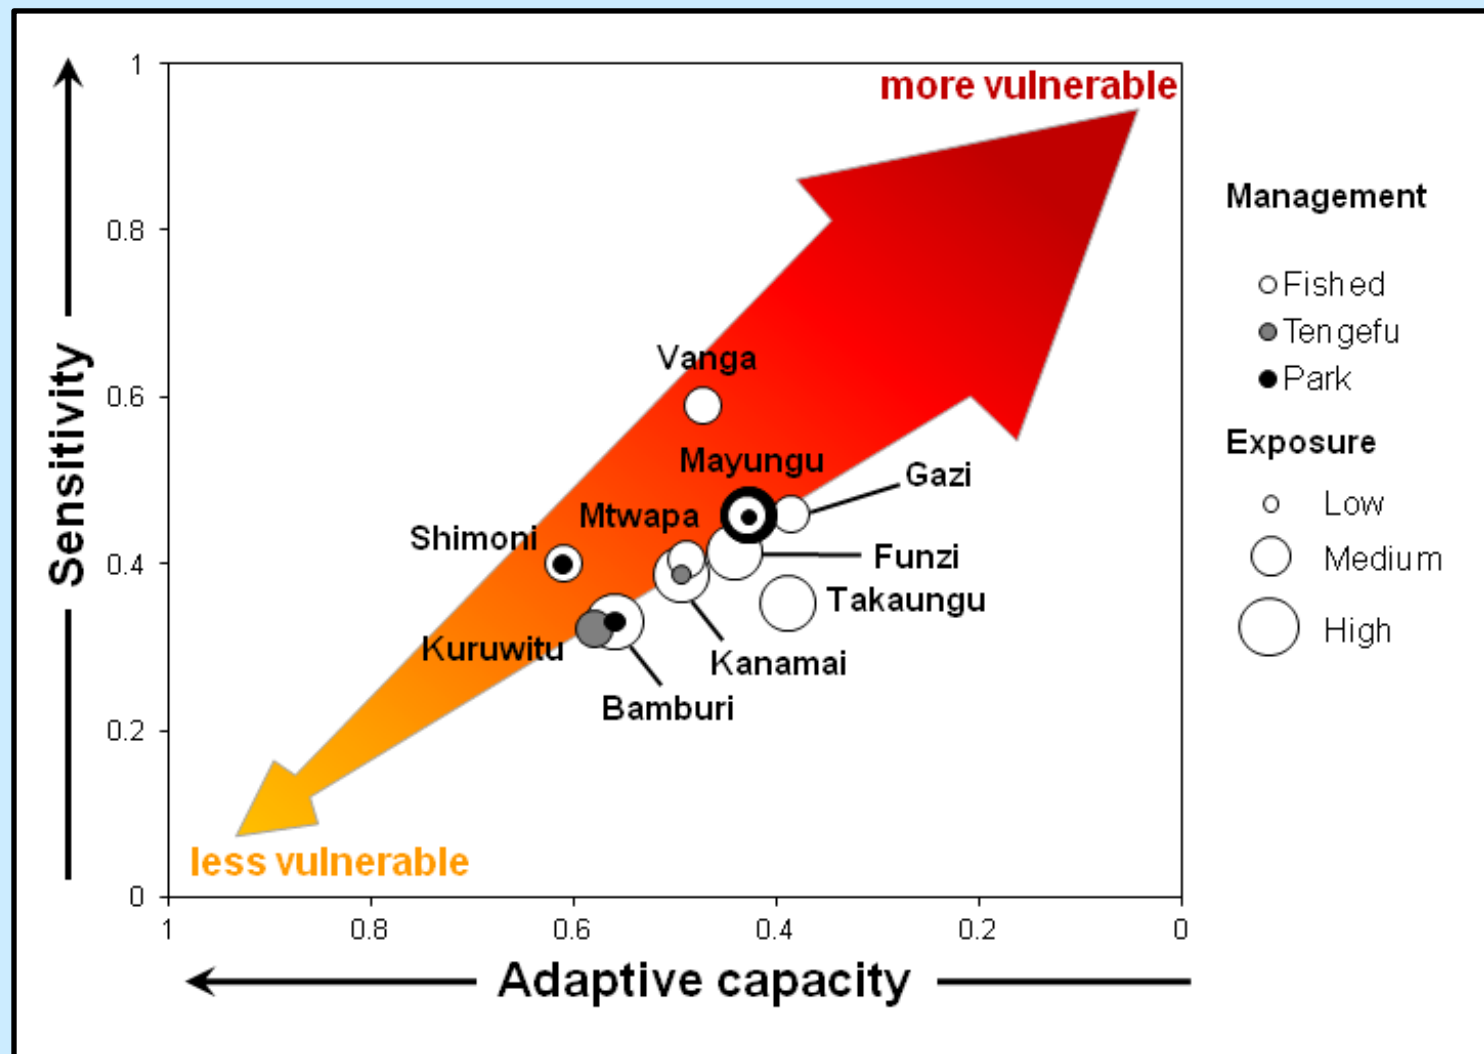 1
0.8
0.6
0.4
0.2
0
1
0.8
0.6
0.4
0.2
0
Sensitivity
Adaptive capacity
more vulnerable
less vulnerable
Vanga
Mayungu
Gazi
Mtwapa
Shimoni
Funzi
Takaungu
Kuruwitu
Kanamai
Bamburi
Management
Fished
Tengefu
Park
Exposure
Low
Medium
High